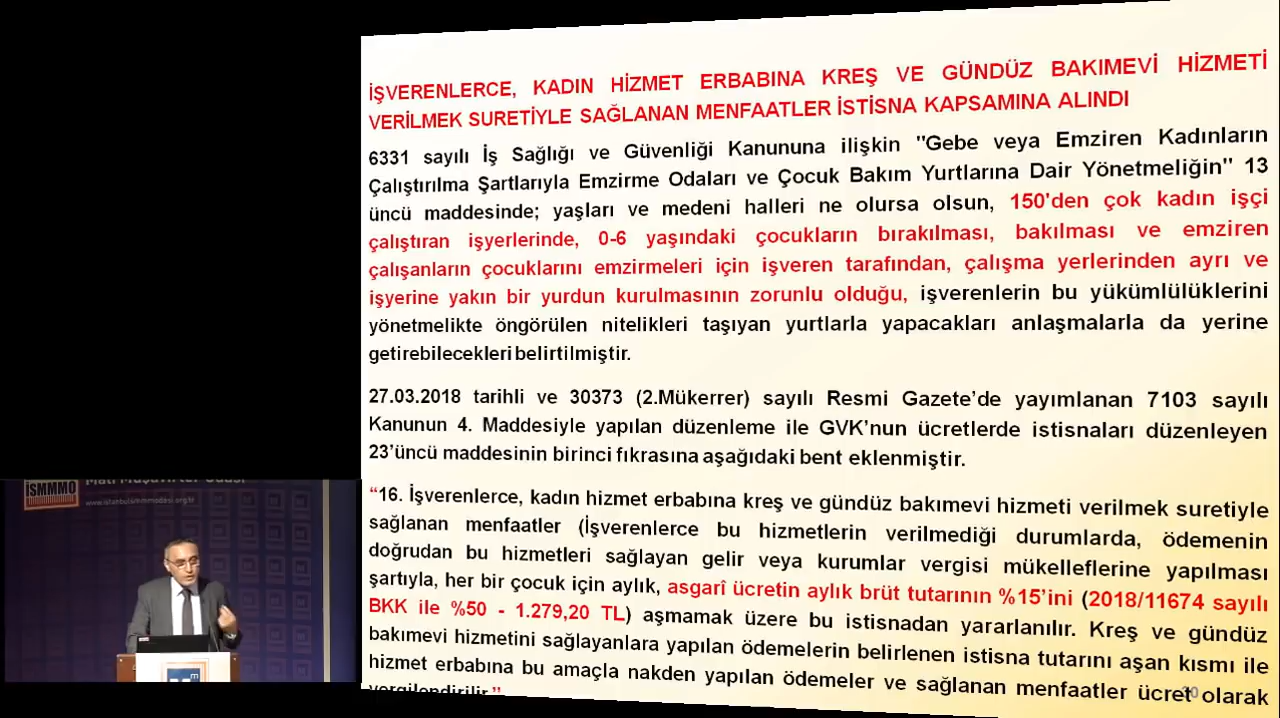 İŞVERENLERCE, KADIN HİZMET ERBABINA KREŞ VE GÜNDÜZ BAKIMEVİ HİZMETİ
VERİLMEK SURETİYLE SAĞLANAN MENFAATLER İSTİSNA KAPSAMINA ALINDI
6331 sayılı İş Sağlığı ve Güvenliği Kanununa ilişkin "Gebe veya Emziren Kadınların
Çalıştırılma Şartlarıyla Emzirme Odaları ve Çocuk Bakım Yurtlarına Dair Yönetmeliğin" 13
üncü maddesinde; yaşları ve medeni halleri ne olursa olsun, 150'den çok kadın işçi
çalıştıran işyerlerinde, 0-6 yaşındaki çocukların bırakılması, bakılması ve emziren
çalışanların çocuklarını emzirmeleri için işveren tarafından, çalışma yerlerinden ayrı ve
işyerine yakın bir yurdun kurulmasının zorunlu olduğu, işverenlerin bu yükümlülüklerini
yönetmelikte öngörülen nitelikleri taşıyan yurtlarla yapacakları anlaşmalarla da yerine
getirebilecekleri belirtilmiştir.
27.03.2018 tarihli ve 30373 (2.Mükerrer) sayılı Resmi Gazete’de yayımlanan 7103 sayılı
Kanunun 4. Maddesiyle yapılan düzenleme ile GVK’nun ücretlerde istisnaları düzenleyen
23’üncü maddesinin birinci fıkrasına aşağıdaki bent eklenmiştir.
“16. İşverenlerce, kadın hizmet erbabına kreş ve gündüz bakımevi hizmeti verilmek suretiyle
sağlanan menfaatler (İşverenlerce bu hizmetlerin verilmediği durumlarda, ödemenin
doğrudan bu hizmetleri sağlayan gelir veya kurumlar vergisi mükelleflerine yapılması
şartıyla, her bir çocuk için aylık, asgarî ücretin aylık brüt tutarının %15’ini (2018/11674 sayılı
BKK ile %50 - 1.279,20 TL) aşmamak üzere bu istisnadan yararlanılır. Kreş ve gündüz
bakımevi hizmetini sağlayanlara yapılan ödemelerin belirlenen istisna tutarını aşan kısmı ile
hizmet erbabına bu amaçla nakden yapılan ödemeler ve sağlanan menfaatler ücret olarak
vergilendirilir.”
İSMMMO
Mali Müşavirler Odası
www.istanbulsmmmodasi.org.tr